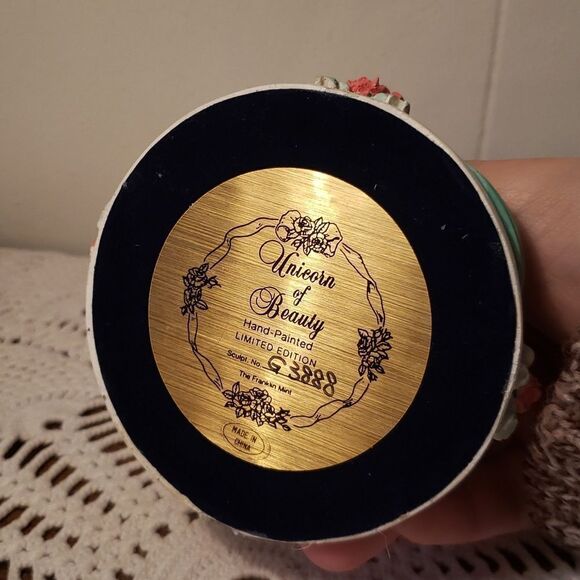 Unicorn
of
Beauty
Hand-Painted
LIMITED EDITION
Sculpt. No. G3888
The Franklin Mint
MADE IN
CHINA